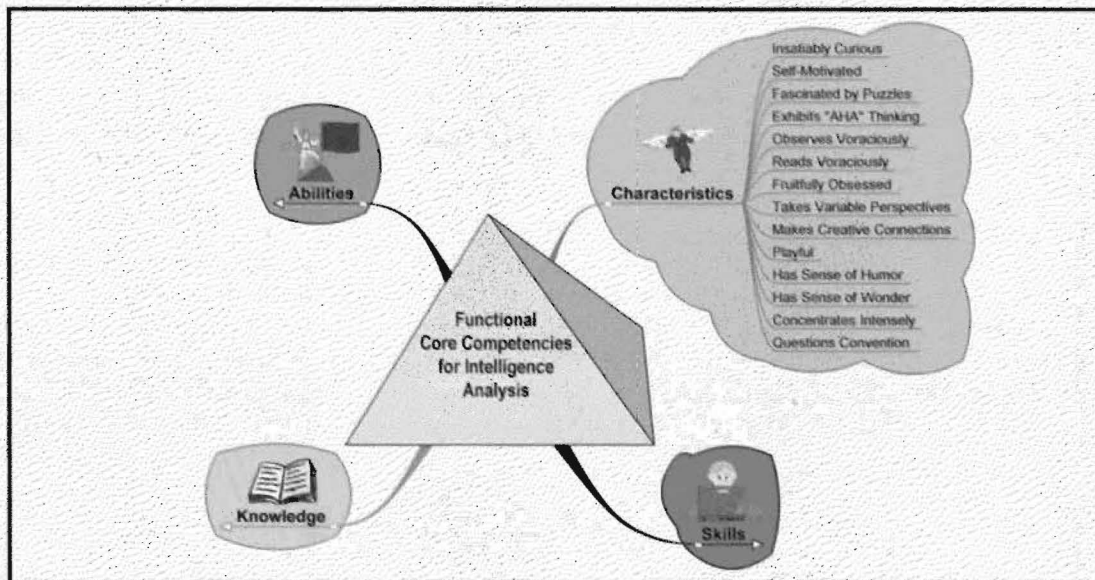 Insatiably Curious
Self-Motivated
Fascinated by Puzzles
Exhibits "AHA" Thinking
Observes Voraciously
Reads Voraciously
Fruitfully Obsessed
Takes Variable Perspectives
Makes Creative Connections
Playful
Has Sense of Humor
Has Sense of Wonder
Concentrates Intensely
Questions Convention
Characteristics
Abilities
Functional
Core Competencies
for Intelligence
Analysis
Knowledge
Skills